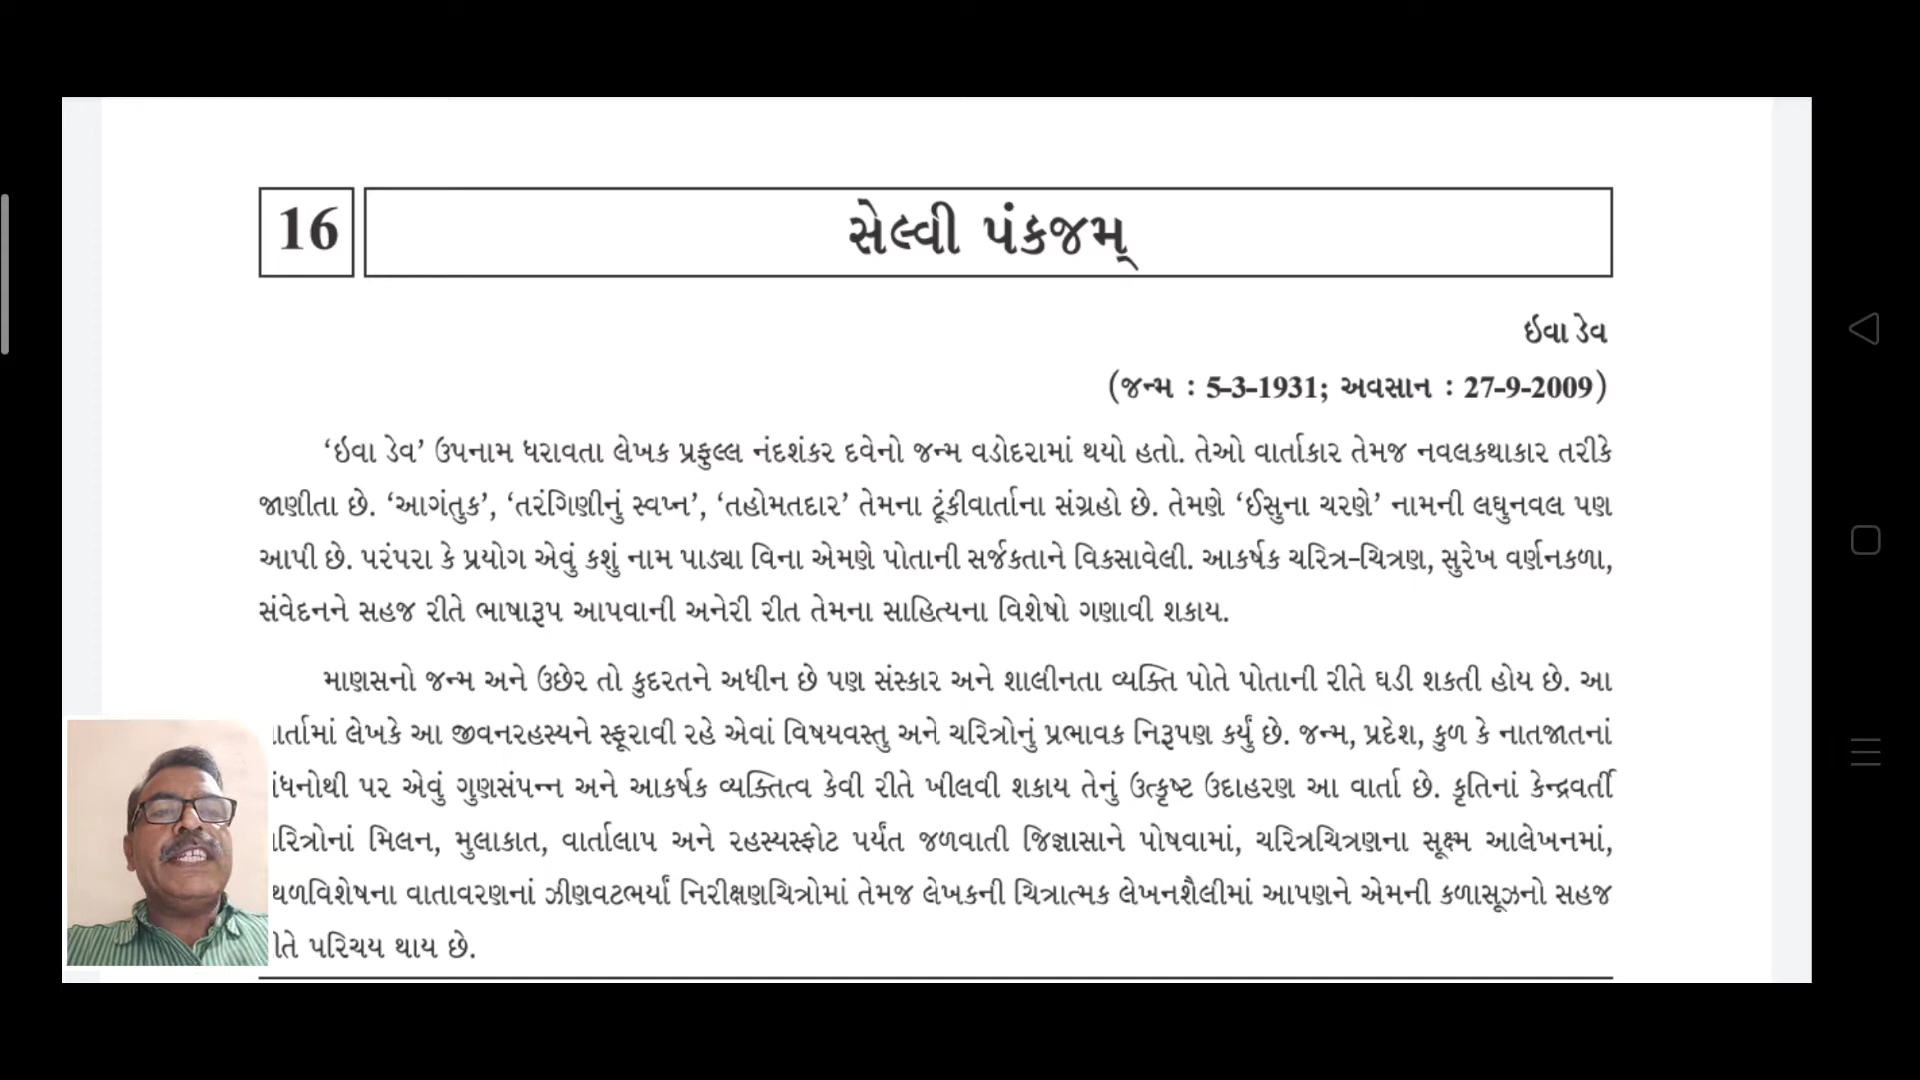 16
સેલ્વી પંકજમ્
ઇવા ડેવ
(જન્મ : 5-3-1931; અવસાન : 27-9-2009)
‘ઇવા ડેવ’ ઉપનામ ધરાવતા લેખક પ્રફુલ્લ નંદશંકર દવેનો જન્મ વડોદરામાં થયો હતો. તેઓ વાર્તાકાર તેમજ નવલકથાકાર તરીકે
જાણીતા છે. ‘આગંતુક’, ‘તરંગિણીનું સ્વપ્ન’, ‘તહોમતદાર’ તેમના ટૂંકીવાર્તાના સંગ્રહો છે. તેમણે ‘ઈસુના ચરણે’ નામની લઘુનવલ પણ
આપી છે. પરંપરા કે પ્રયોગ એવું કશું નામ પાડ્યા વિના એમણે પોતાની સર્જકતાને વિકસાવેલી. આકર્ષક ચરિત્ર-ચિત્રણ, સુરેખ વર્ણનકળા,
સંવેદનને સહજ રીતે ભાષારૂપ આપવાની અનેરી રીત તેમના સાહિત્યના વિશેષો ગણાવી શકાય.
માણસનો જન્મ અને ઉછેર તો કુદરતને અધીન છે પણ સંસ્કાર અને શાલીનતા વ્યક્તિ પોતે પોતાની રીતે ઘડી શકતી હોય છે. આ
લેખકે આ જીવનરહસ્યને સ્ફૂરાવી રહે એવાં વિષયવસ્તુ અને ચરિત્રોનું પ્રભાવક નિરૂપણ કર્યું છે. જન્મ, પ્રદેશ, કુળ કે નાતજાતનાં
પર એવું ગુણસંપન્ન અને આકર્ષક વ્યક્તિત્વ કેવી રીતે ખીલવી શકાય તેનું ઉત્કૃષ્ટ ઉદાહરણ આ વાર્તા છે. કૃતિનાં કેન્દ્રવર્તી
મિલન, મુલાકાત, વાર્તાલાપ અને રહસ્યસ્ફોટ પર્યંત જળવાતી જિજ્ઞાસાને પોષવામાં, ચરિત્રચિત્રણના સૂક્ષ્મ આલેખનમાં,
વાતાવરણનાં ઝીણવટભર્યાં નિરીક્ષણચિત્રોમાં તેમજ લેખકની ચિત્રાત્મક લેખનશૈલીમાં આપણને એમની કળાસૂઝનો સહજ
પરિચય થાય છે.